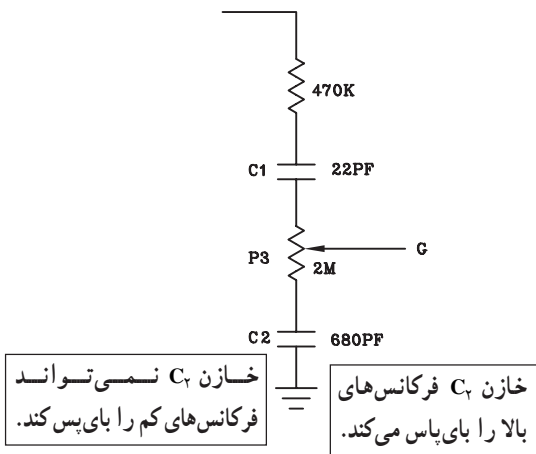 470K
C1 22PF
P3 2M G
C2 680PF
خازن C۲ نمی‌تواند
فرکانس‌های کم را بای‌پس کند.
خازن C۲ فرکانس‌های
بالا را بای‌پاس می‌کند.